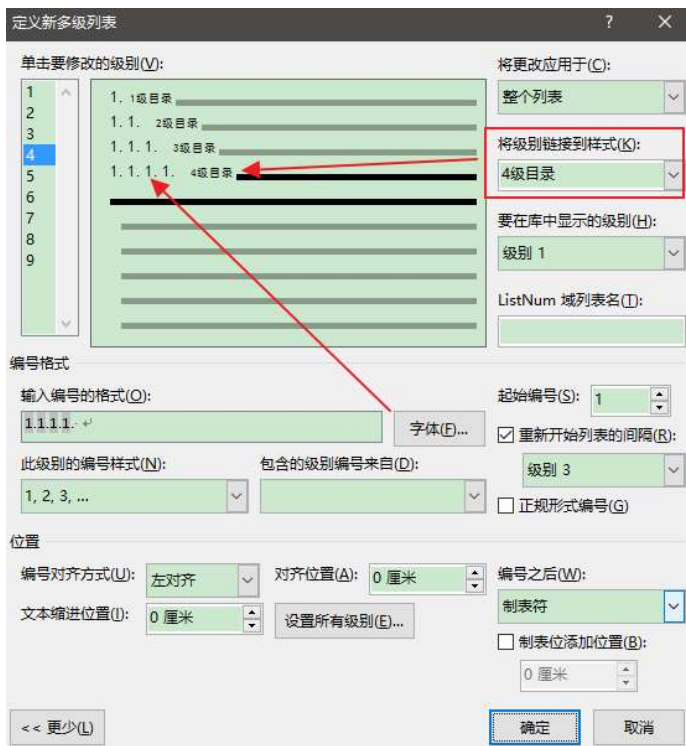 定义新多级列表 ? ×
单击要修改的级别(V):
1
2
3
4
5
6
7
8
9
1. 1级目录
1. 1. 2级目录
1. 1. 1. 3级目录
1. 1. 1. 1. 4级目录
将更改应用于(C):
整个列表
将级别链接到样式(K):
4级目录
要在库中显示的级别(H):
级别 1
ListNum 域列表名(T):
编号格式
输入编号的格式(O):
1.1.1.1.
字体(F)...
起始编号(S): 1
重新开始列表的间隔(R):
级别 3
正规形式编号(G)
此级别的编号样式(N): 包含的级别编号来自(D):
1, 2, 3, ...
位置
编号对齐方式(U): 左对齐 对齐位置(A): 0 厘米
文本缩进位置(I): 0 厘米 设置所有级别(E)...
编号之后(W):
制表符
制表位添加位置(B):
0 厘米
<< 更少(L) 确定 取消